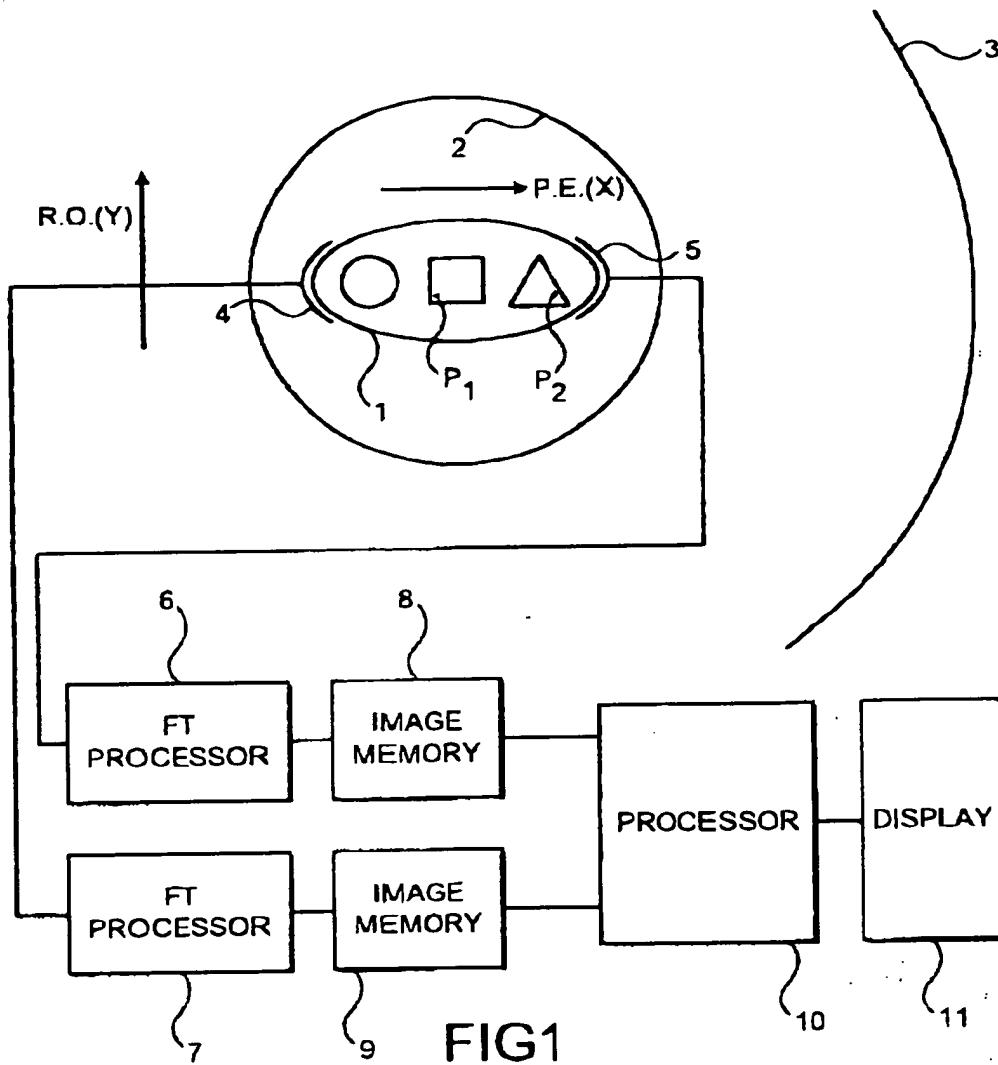 3
2
P.E.(X)
R.O.(Y)
5
4
1
P1
P2
6
8
FT
PROCESSOR
IMAGE
MEMORY
PROCESSOR
DISPLAY
FT
PROCESSOR
IMAGE
MEMORY
7
9
10
11
FIG1